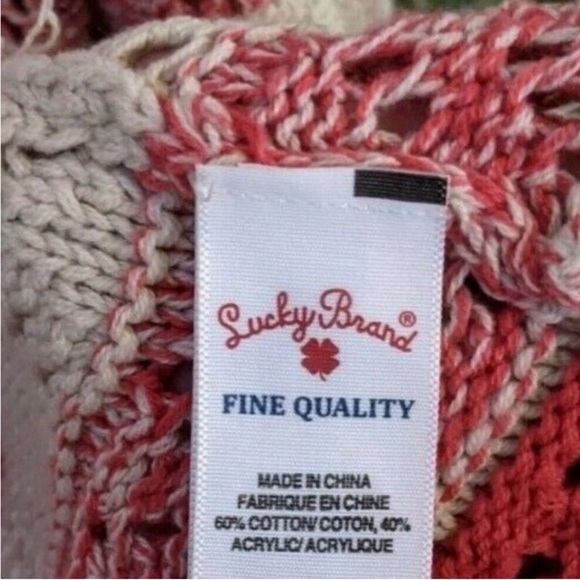 Lucky Brand®
FINE QUALITY
MADE IN CHINA
FABRIQUE EN CHINE
60% COTTON/COTON, 40%
ACRYLIC/ACRYLIQUE